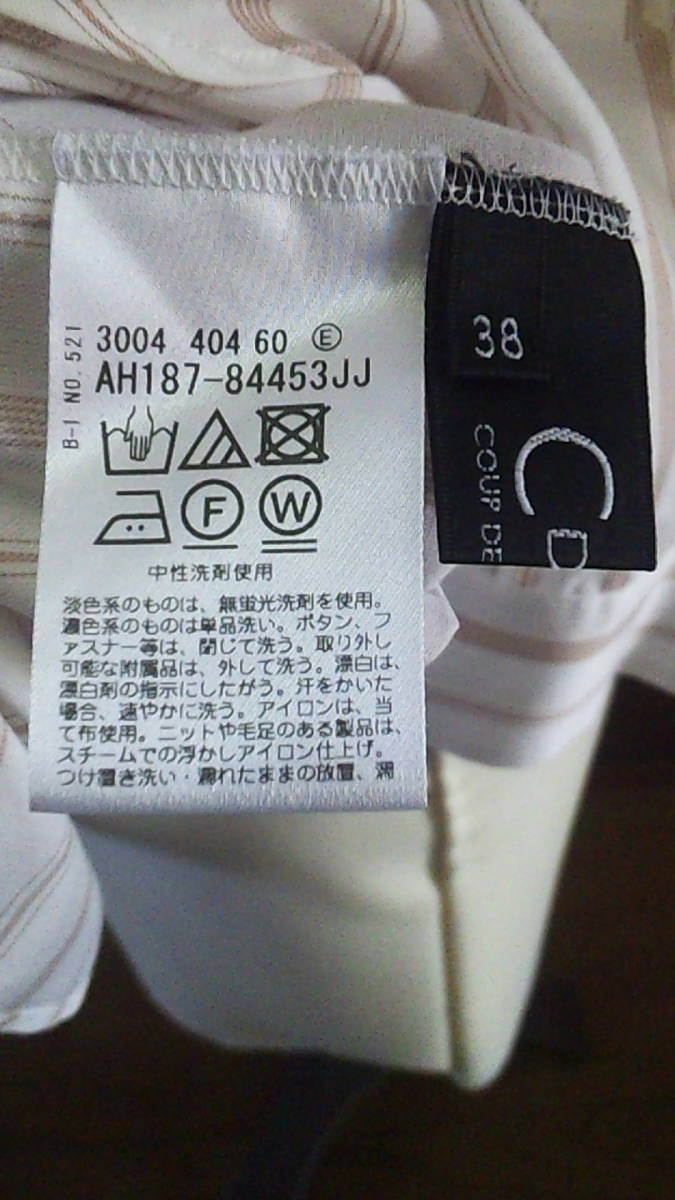 B-I NO.521
3004 404 60 Ⓔ
AH187-84453JJ
F
W
中性洗剤使用
淡色系のものは、無蛍光洗剤を使用。
濃色系のものは単品洗い。ボタン、フ
ァスナー等は、閉じて洗う。取り外し
可能な附属品は、外して洗う。漂白は、
漂白剤の指示にしたがう。汗をかいた
場合、速やかに洗う。アイロンは、当
て布使用。ニットや毛足のある製品は、
スチームでの浮かしアイロン仕上げ。
つけ置き洗い・濡れたままの放置、濡
38
CD
COUP DE